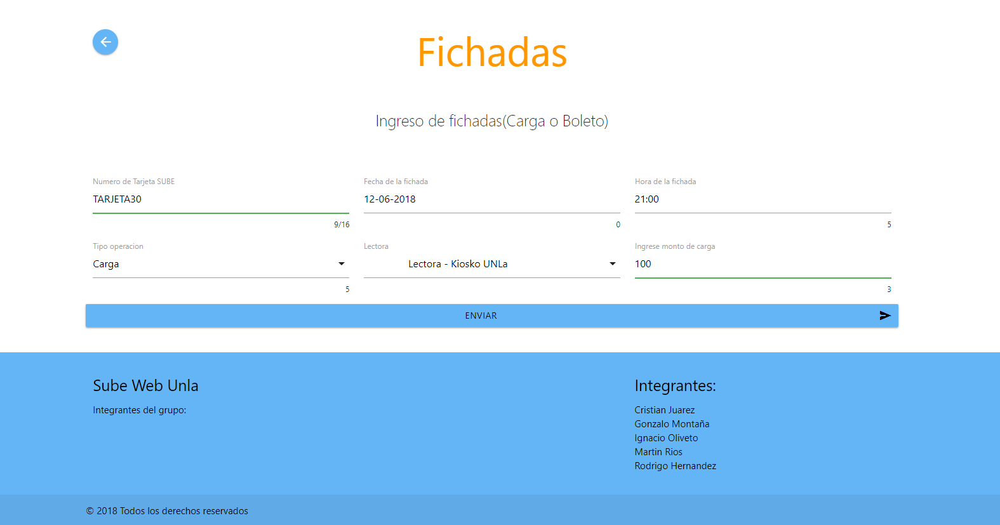 Fichadas
Ingreso de fichadas(Carga o Boleto)
Numero de Tarjeta SUBE
TARJETA30
9/16
Fecha de la fichada
12-06-2018
0
Hora de la fichada
21:00
5
Tipo operacion
Carga
5
Lectora
Lectora - Kiosko UNLa
Ingrese monto de carga
100
3
ENVIAR
Sube Web Unla
Integrantes del grupo:
Integrantes:
Cristian Juarez
Gonzalo Montaña
Ignacio Oliveto
Martin Rios
Rodrigo Hernandez
© 2018 Todos los derechos reservados